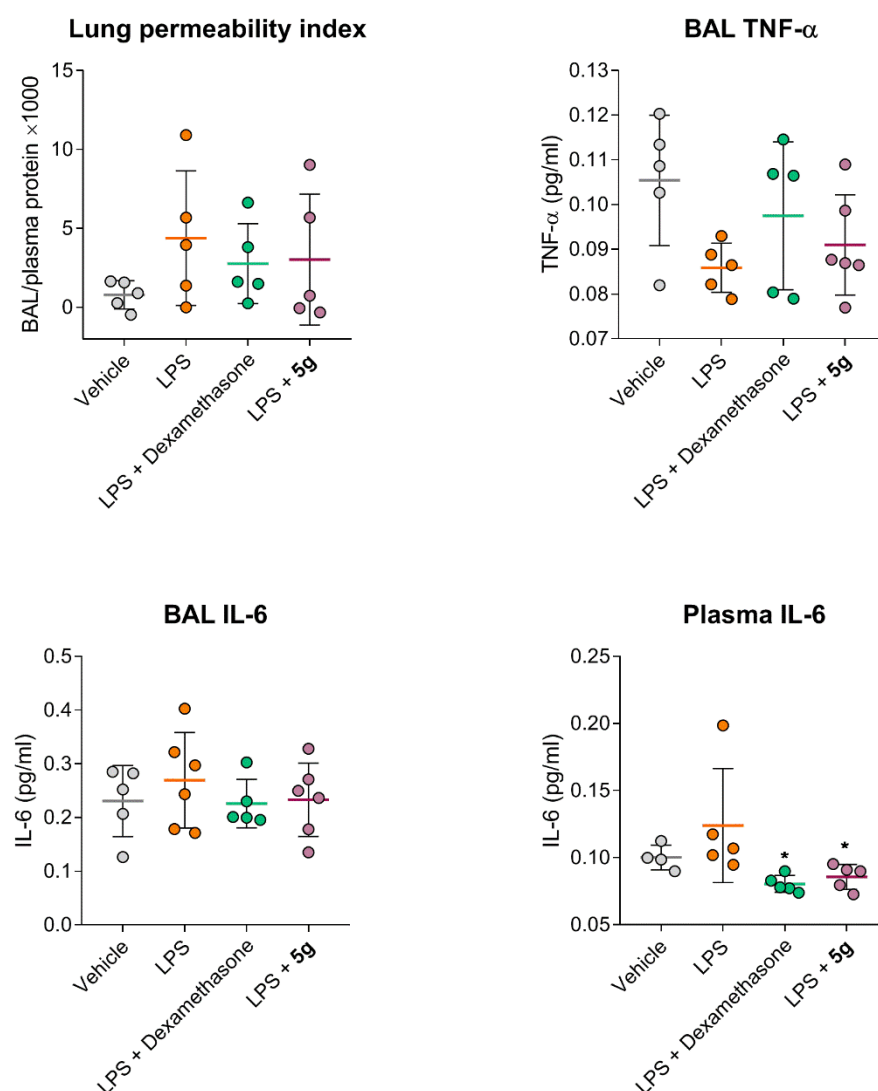 Lung permeability index
BAL/plasma protein ×1000
15
10
5
0
Vehicle
LPS
LPS + Dexamethasone
LPS + 5g
BAL TNF-α
TNF-α (pg/ml)
0.13
0.12
0.11
0.10
0.09
0.08
0.07
Vehicle
LPS
LPS + Dexamethasone
LPS + 5g
BAL IL-6
IL-6 (pg/ml)
0.5
0.4
0.3
0.2
0.1
0.0
Vehicle
LPS
LPS + Dexamethasone
LPS + 5g
Plasma IL-6
IL-6 (pg/ml)
0.25
0.20
0.15
0.10
0.05
*
*
Vehicle
LPS
LPS + Dexamethasone
LPS + 5g